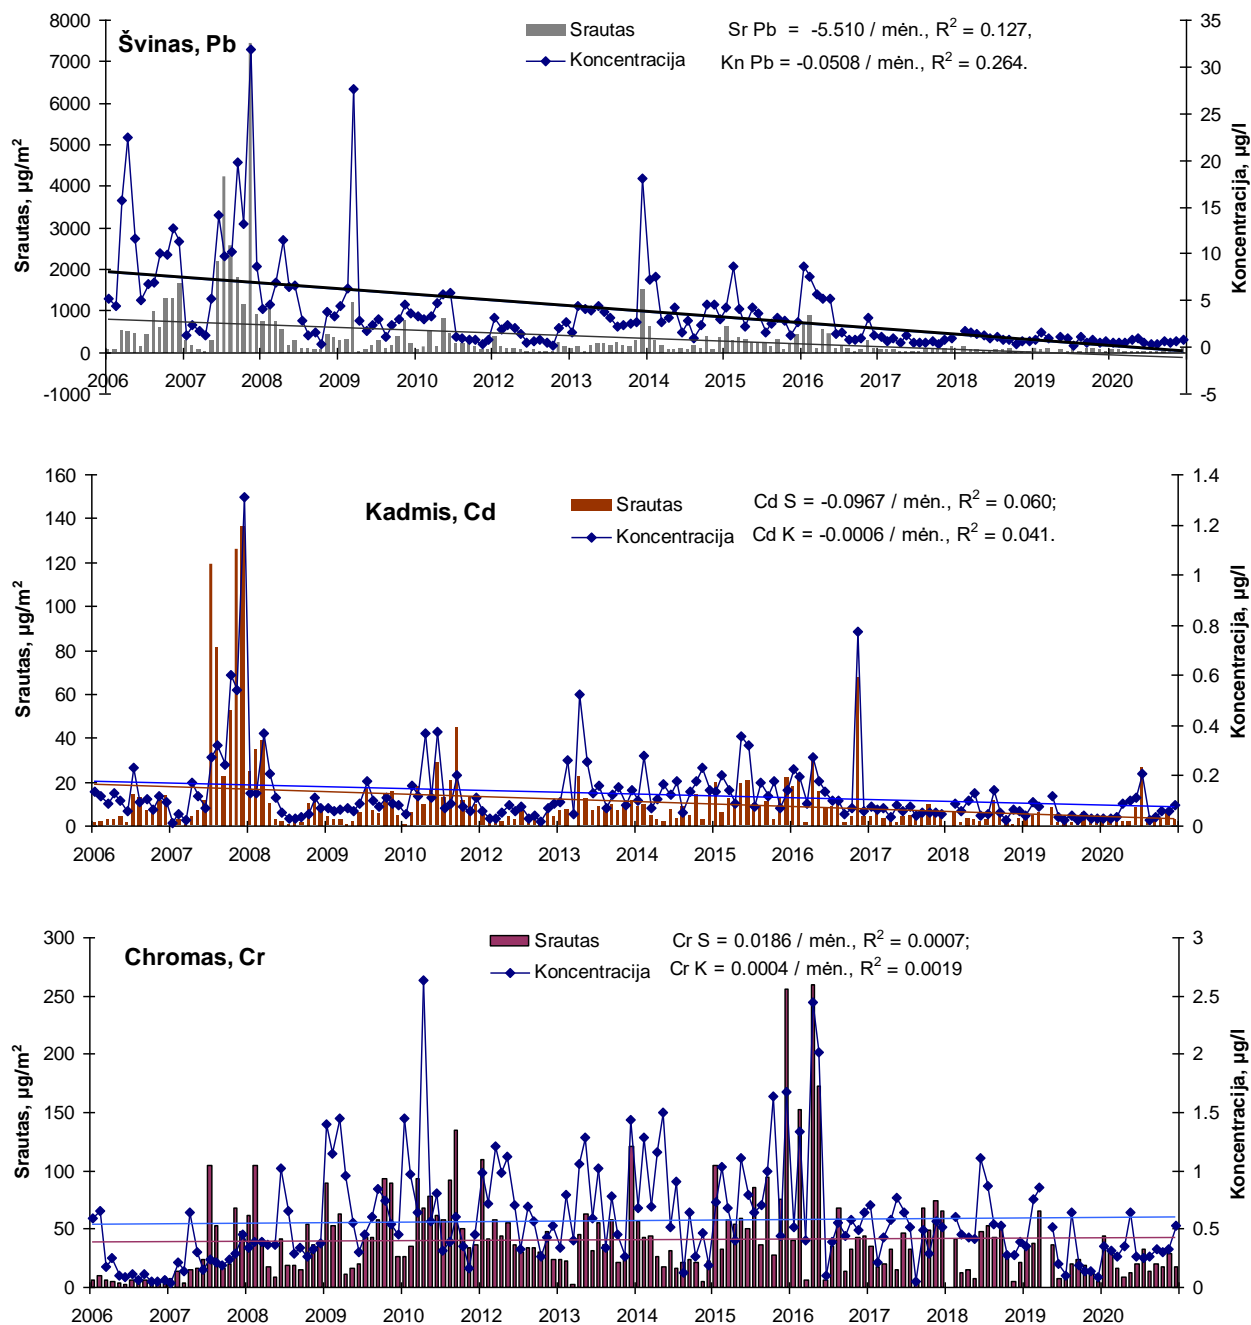 Švinas, Pb
Srautas
Koncentracija
Sr Pb = -5.510 / mėn., R² = 0.127,
Kn Pb = -0.0508 / mėn., R² = 0.264.
Srautas, µg/m²
8000
7000
6000
5000
4000
3000
2000
1000
0
-1000
35
30
25
20
15
10
5
0
-5
Koncentracija, µg/l
2006 2007 2008 2009 2010 2011 2012 2013 2014 2015 2016 2017 2018 2019 2020
Kadmis, Cd
Srautas
Koncentracija
Cd S = -0.0967 / mėn., R² = 0.060;
Cd K = -0.0006 / mėn., R² = 0.041.
Srautas, µg/m²
160
140
120
100
80
60
40
20
0
1.4
1.2
1
0.8
0.6
0.4
0.2
0
Koncentracija, µg/l
2006 2007 2008 2009 2010 2011 2012 2013 2014 2015 2016 2017 2018 2019 2020
Chromas, Cr
Srautas
Koncentracija
Cr S = 0.0186 / mėn., R² = 0.0007;
Cr K = 0.0004 / mėn., R² = 0.0019
Srautas, µg/m²
300
250
200
150
100
50
0
3
2.5
2
1.5
1
0.5
0
Koncentracija, µg/l
2006 2007 2008 2009 2010 2011 2012 2013 2014 2015 2016 2017 2018 2019 2020